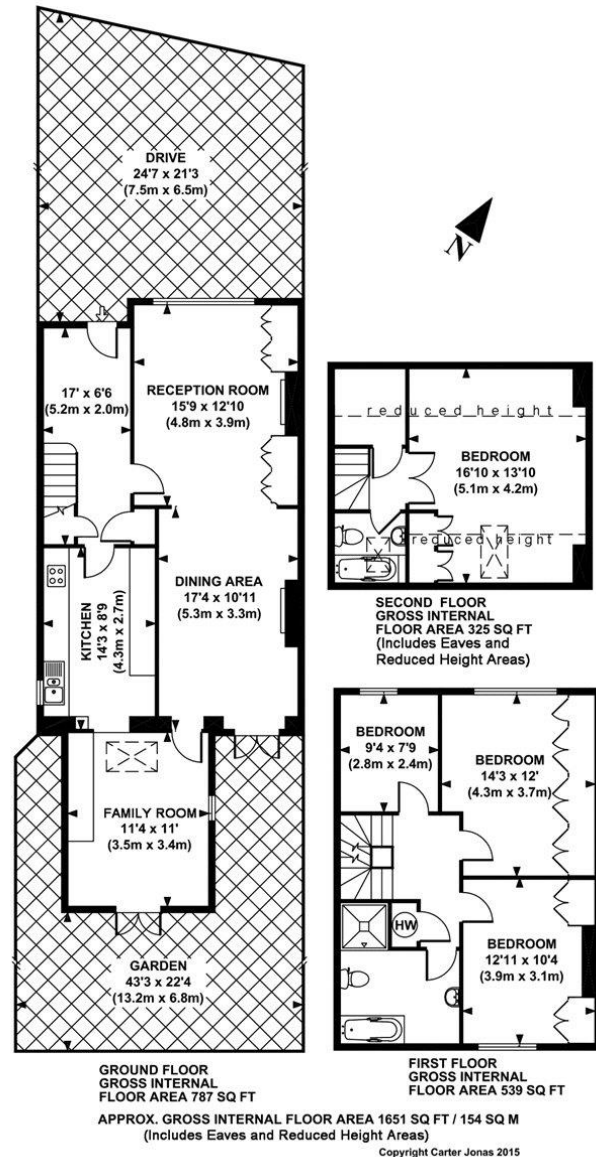 DRIVE
24'7 x 21'3
(7.5m x 6.5m)
N
17' x 6'6
(5.2m x 2.0m)
RECEPTION ROOM
15'9 x 12'10
(4.8m x 3.9m)
DINING AREA
17'4 x 10'11
(5.3m x 3.3m)
KITCHEN
14'3 x 8'9
(4.3m x 2.7m)
FAMILY ROOM
11'4 x 11'
(3.5m x 3.4m)
GARDEN
43'3 x 22'4
(13.2m x 6.8m)
GROUND FLOOR
GROSS INTERNAL
FLOOR AREA 787 SQ FT
reduced height
BEDROOM
16'10 x 13'10
(5.1m x 4.2m)
reduced height
SECOND FLOOR
GROSS INTERNAL
FLOOR AREA 325 SQ FT
(Includes Eaves and
Reduced Height Areas)
BEDROOM
9'4 x 7'9
(2.8m x 2.4m)
BEDROOM
14'3 x 12'
(4.3m x 3.7m)
HW
BEDROOM
12'11 x 10'4
(3.9m x 3.1m)
FIRST FLOOR
GROSS INTERNAL
FLOOR AREA 539 SQ FT
APPROX. GROSS INTERNAL FLOOR AREA 1651 SQ FT / 154 SQ M
(Includes Eaves and Reduced Height Areas)
Copyright Carter Jonas 2015